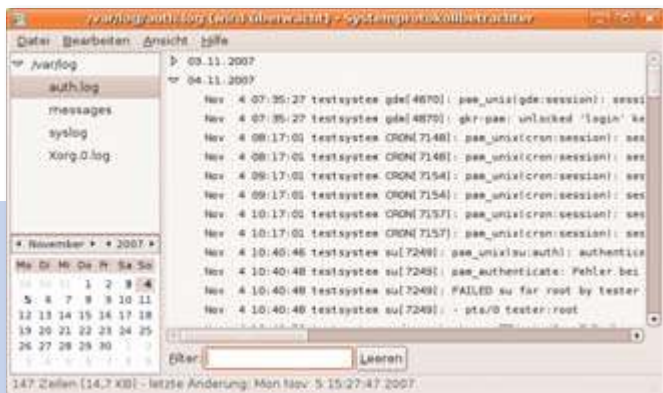 /var/log/auth.log (wird überwacht) - Systemprotokollbetrachter
Datei Bearbeiten Ansicht Hilfe
/var/log
auth.log
messages
syslog
Xorg.0.log
03.11.2007
04.11.2007
Nov 4 07:35:27 testsystem gdm[4870]: pam_unix(gdm:session): sessi
Nov 4 07:35:27 testsystem gdm[4870]: gkr-pam: unlocked 'login' ke
Nov 4 08:17:01 testsystem CRON[7148]: pam_unix(cron:session): ses
Nov 4 08:17:01 testsystem CRON[7148]: pam_unix(cron:session): ses
Nov 4 09:17:01 testsystem CRON[7154]: pam_unix(cron:session): ses
Nov 4 09:17:01 testsystem CRON[7154]: pam_unix(cron:session): ses
Nov 4 10:17:01 testsystem CRON[7157]: pam_unix(cron:session): ses
Nov 4 10:17:01 testsystem CRON[7157]: pam_unix(cron:session): ses
Nov 4 10:40:46 testsystem su[7249]: pam_unix(su:auth): authentica
Nov 4 10:40:48 testsystem su[7249]: pam_authenticate: Fehler bei
Nov 4 10:40:48 testsystem su[7249]: FAILED su for root by tester
Nov 4 10:40:48 testsystem su[7249]: - pts/0 tester:root
November 2007
Mo Di Mi Do Fr Sa So
1 2 3 4
5 6 7 8 9 10 11
12 13 14 15 16 17 18
19 20 21 22 23 24 25
26 27 28 29 30
Filter: Leeren
147 Zeilen (14,7 KB) - letzte Änderung: Mon Nov 5 15:27:47 2007